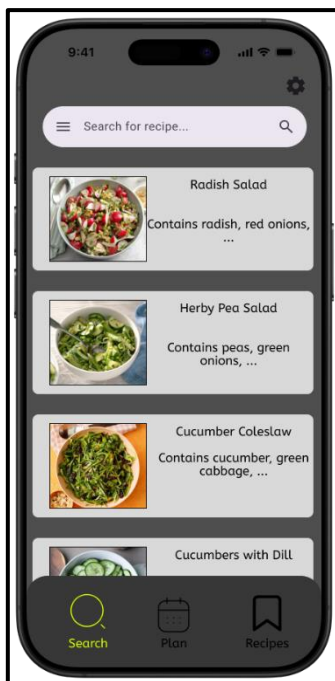 9:41
Search for recipe...
Radish Salad
Contains radish, red onions,
...
Herby Pea Salad
Contains peas, green
onions, ...
Cucumber Coleslaw
Contains cucumber, green
cabbage, ...
Cucumbers with Dill
Search
Plan
Recipes